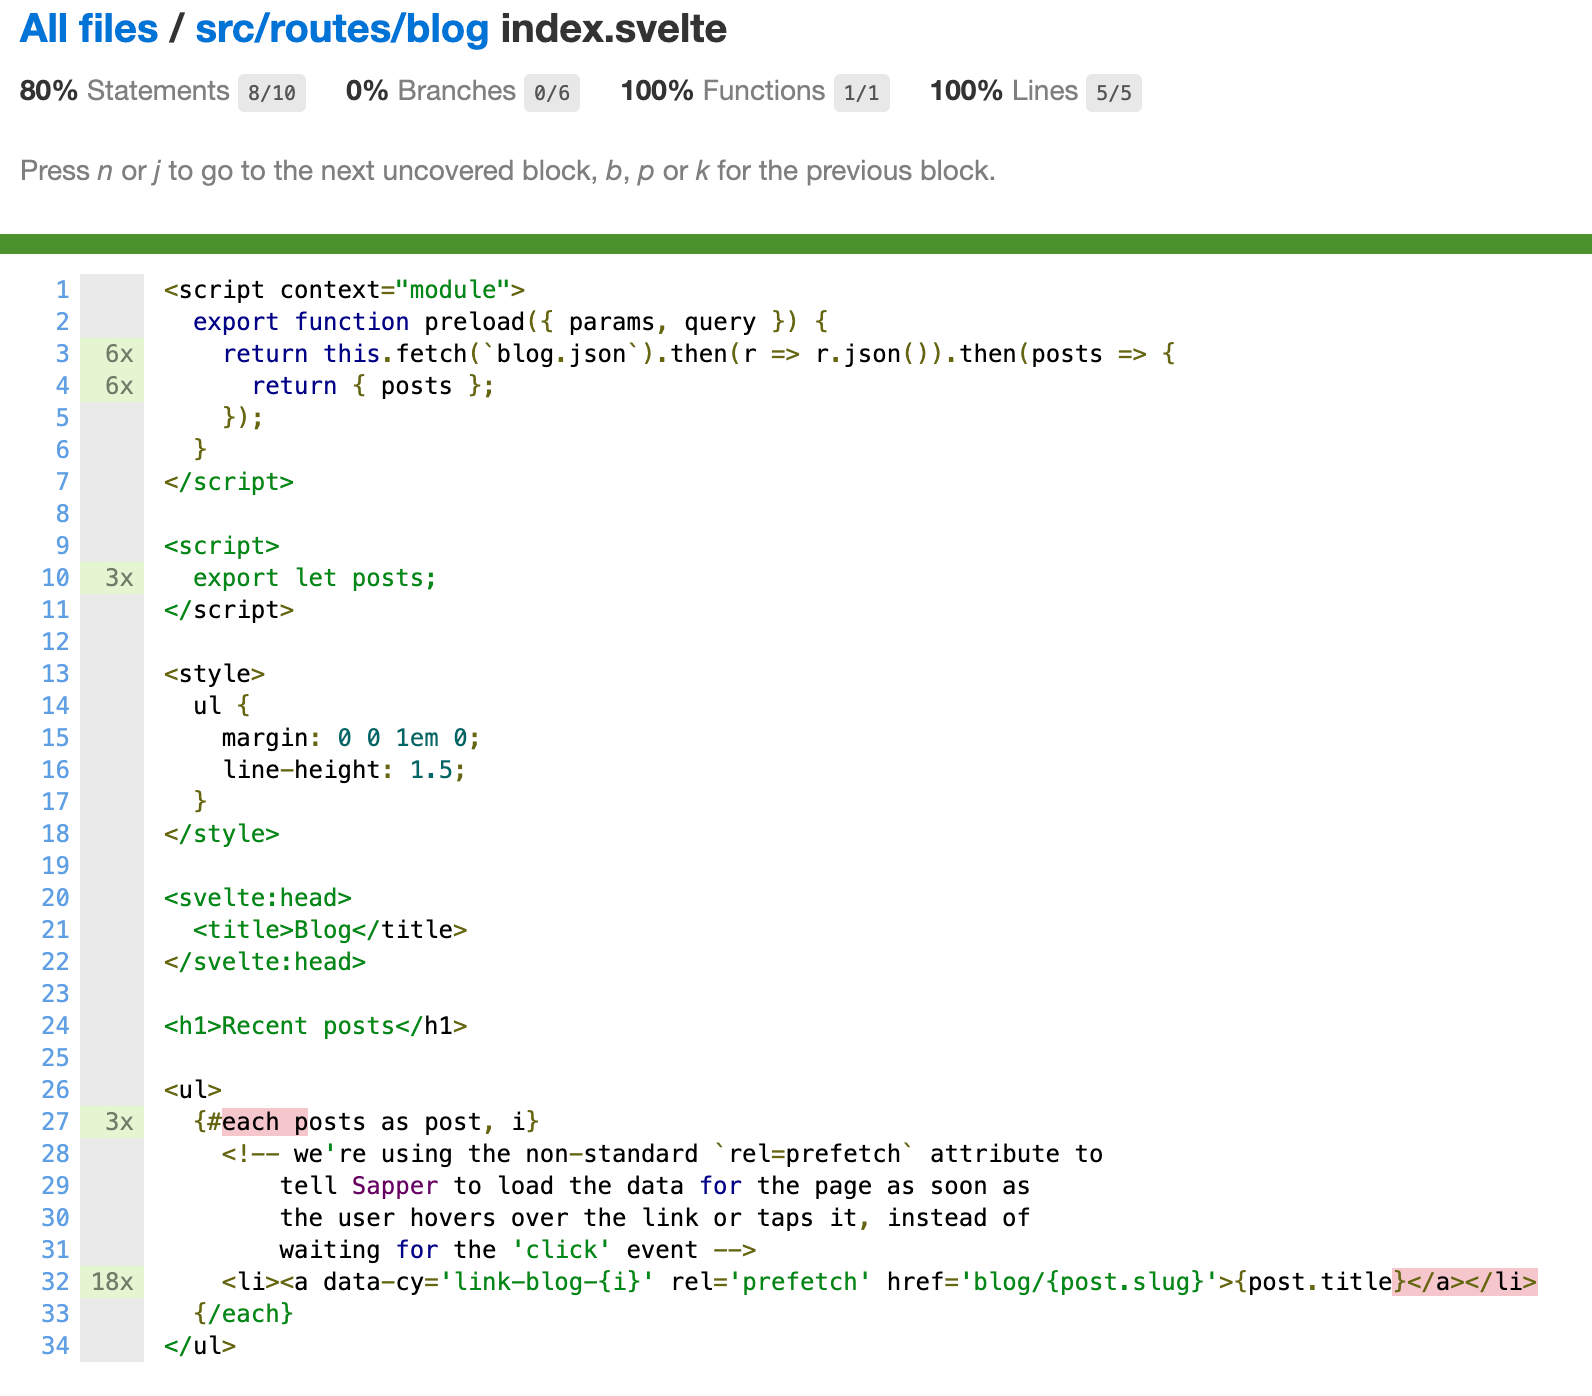 All files / src/routes/blog index.svelte
80% Statements 8/10 0% Branches 0/6 100% Functions 1/1 100% Lines 5/5
Press n or j to go to the next uncovered block, b, p or k for the previous block.
1 <script context="module">
2   export function preload({ params, query }) {
3 6x     return this.fetch(`blog.json`).then(r => r.json()).then(posts => {
4 6x       return { posts };
5     });
6   }
7 </script>
8
9 <script>
10 3x   export let posts;
11 </script>
12
13 <style>
14   ul {
15     margin: 0 0 1em 0;
16     line-height: 1.5;
17   }
18 </style>
19
20 <svelte:head>
21   <title>Blog</title>
22 </svelte:head>
23
24 <h1>Recent posts</h1>
25
26 <ul>
27 3x   {#each posts as post, i}
28     <!-- we're using the non-standard `rel=prefetch` attribute to
29         tell Sapper to load the data for the page as soon as
30         the user hovers over the link or taps it, instead of
31         waiting for the 'click' event -->
32 18x     <li><a data-cy='link-blog-{i}' rel='prefetch' href='blog/{post.slug}'>{post.title}</a></li>
33   {/each}
34 </ul>